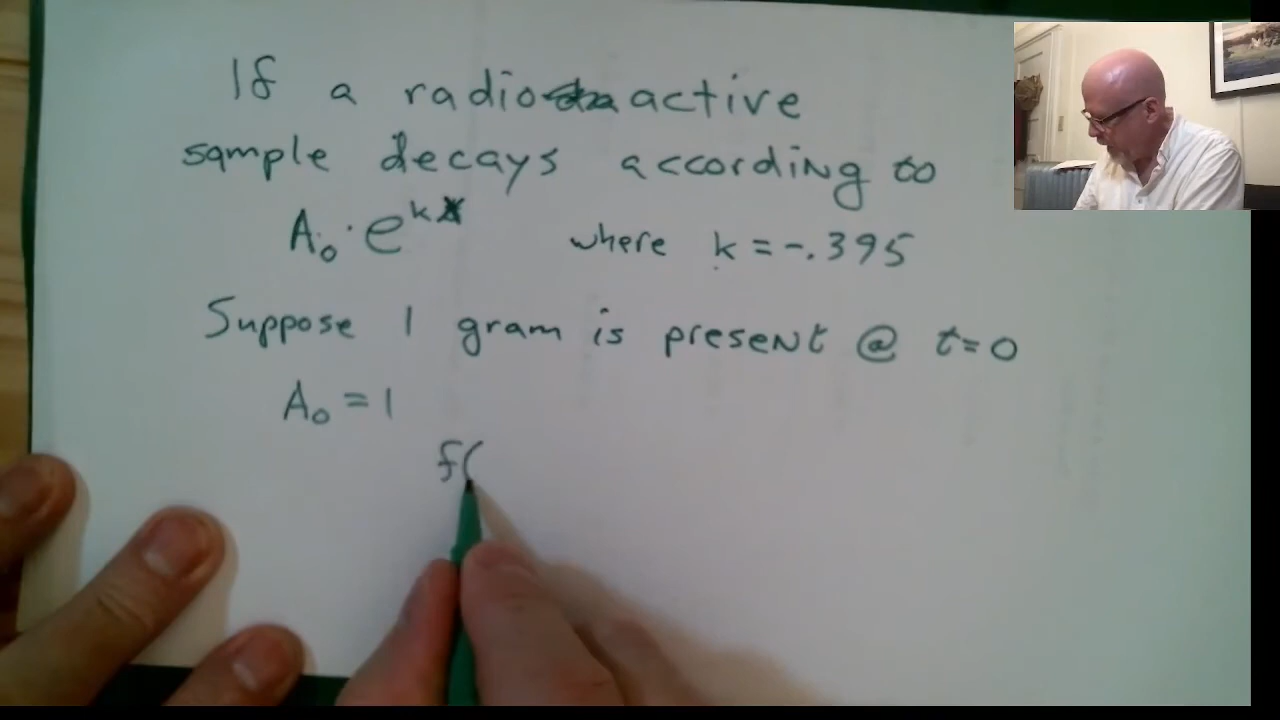 If a radioactive
sample decays according to
A₀·e^kt where k = -.395
Suppose 1 gram is present @ t=0
A₀ = 1
f(